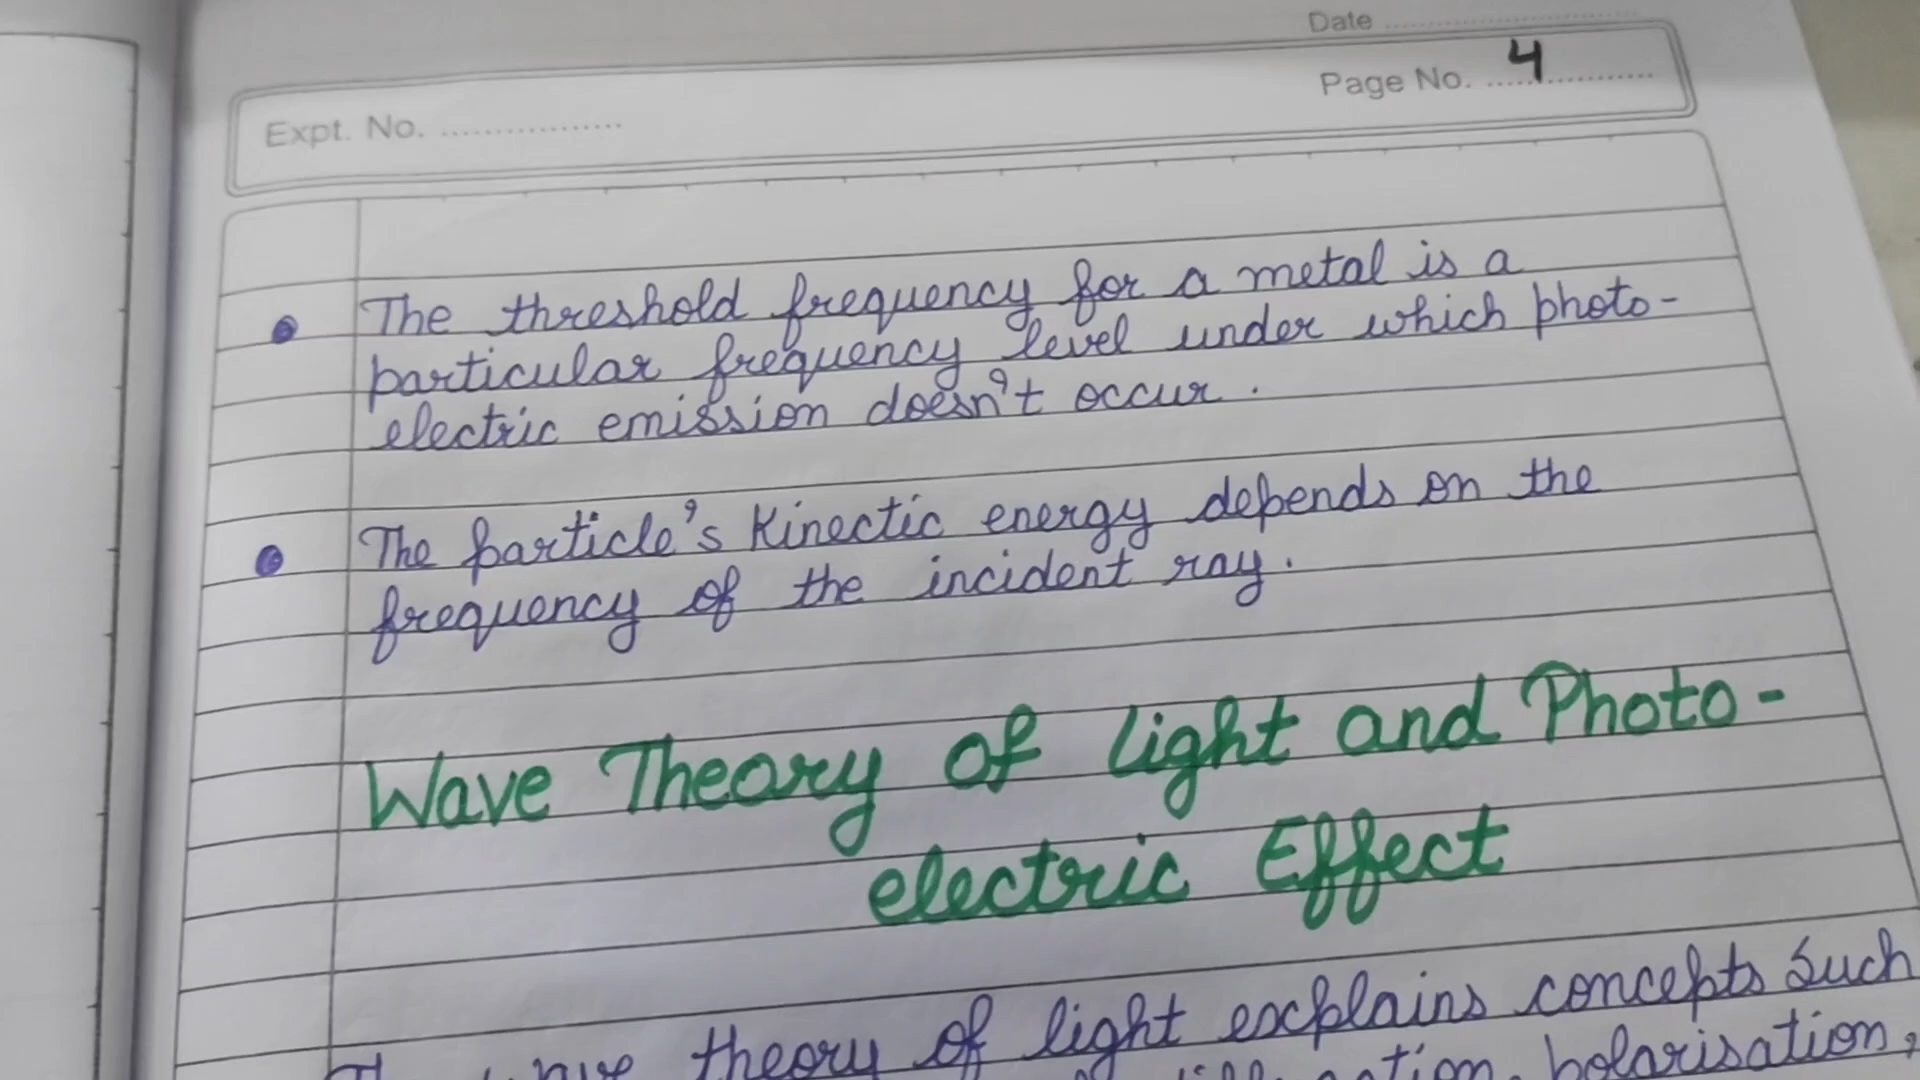 Date
Page No. 4
Expt. No.
The threshold frequency for a metal is a
particular frequency level under which photo-
electric emission doesn't occur.
The particle's Kinectic energy depends on the
frequency of the incident ray.
Wave Theory of Light and Photo-
electric Effect
theory of light explains concepts such
polarisation,